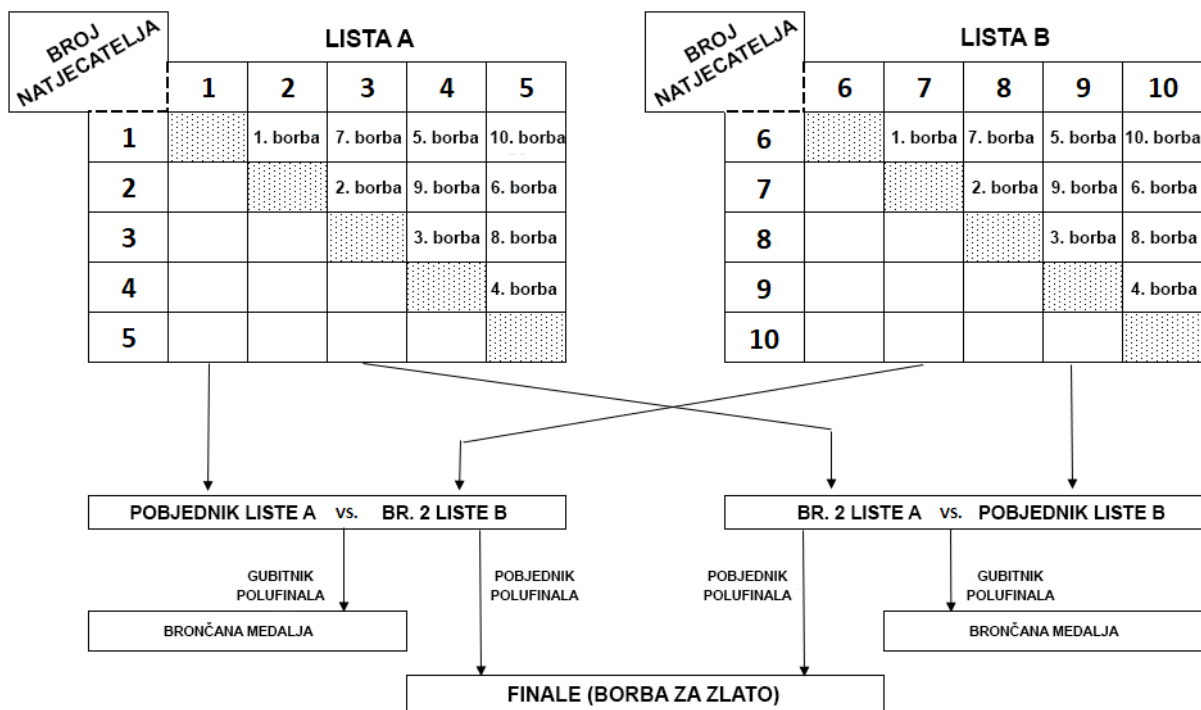 BROJ
NATJECATELJA
LISTA A
1 2 3 4 5
1 1. borba 7. borba 5. borba 10. borba
2 2. borba 9. borba 6. borba
3 3. borba 8. borba
4 4. borba
5
BROJ
NATJECATELJA
LISTA B
6 7 8 9 10
6 1. borba 7. borba 5. borba 10. borba
7 2. borba 9. borba 6. borba
8 3. borba 8. borba
9 4. borba
10
POBJEDNIK LISTE A vs. BR. 2 LISTE B
BR. 2 LISTE A vs. POBJEDNIK LISTE B
GUBITNIK
POLUFINALA
POBJEDNIK
POLUFINALA
POBJEDNIK
POLUFINALA
GUBITNIK
POLUFINALA
BRONČANA MEDALJA
BRONČANA MEDALJA
FINALE (BORBA ZA ZLATO)